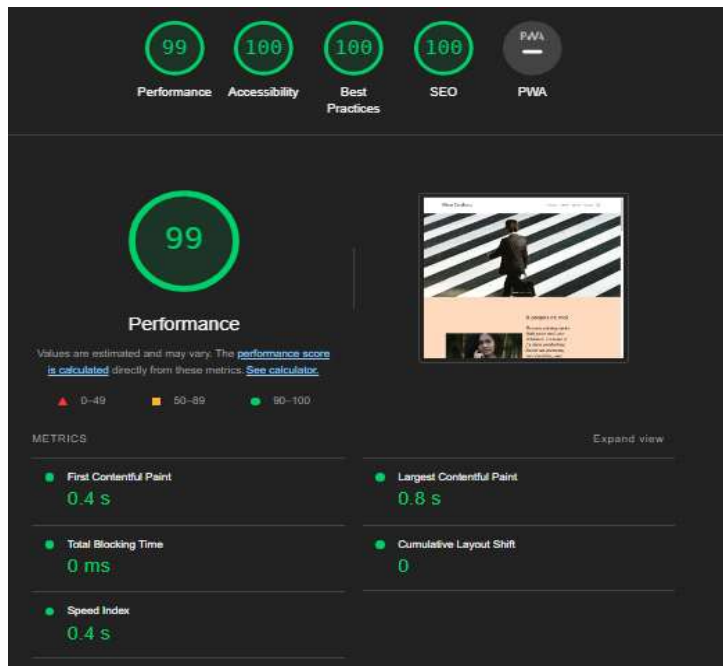 99
100
100
100
PWA
Performance
Accessibility
Best
Practices
SEO
PWA
99
Performance
Values are estimated and may vary. The performance score
is calculated directly from these metrics. See calculator.
0–49
50–89
90–100
METRICS
Expand view
First Contentful Paint
0.4 s
Largest Contentful Paint
0.8 s
Total Blocking Time
0 ms
Cumulative Layout Shift
0
Speed Index
0.4 s